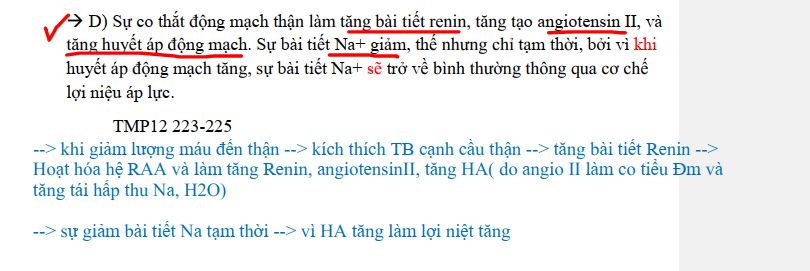 → D) Sự co thắt động mạch thận làm tăng bài tiết renin, tăng tạo angiotensin II, và
tăng huyết áp động mạch. Sự bài tiết Na+ giảm, thế nhưng chỉ tạm thời, bởi vì khi
huyết áp động mạch tăng, sự bài tiết Na+ sẽ trở về bình thường thông qua cơ chế
lợi niệu áp lực.
TMP12 223-225
--> khi giảm lượng máu đến thận --> kích thích TB cạnh cầu thận --> tăng bài tiết Renin -->
Hoạt hóa hệ RAA và làm tăng Renin, angiotensinII, tăng HA( do angio II làm co tiểu Đm và
tăng tái hấp thu Na, H2O)
--> sự giảm bài tiết Na tạm thời --> vì HA tăng làm lợi niệt tăng